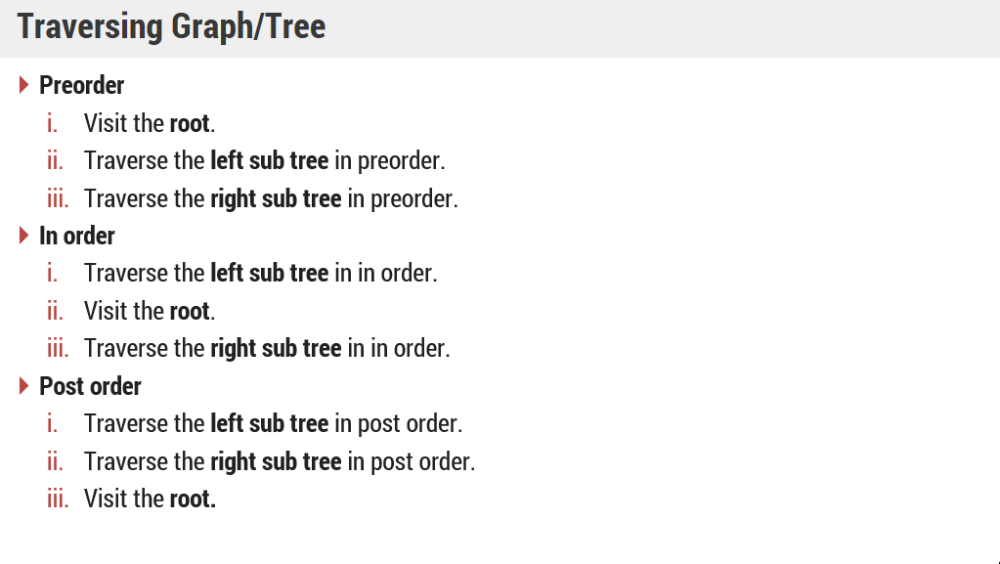 Traversing Graph/Tree
Preorder
i. Visit the root.
ii. Traverse the left sub tree in preorder.
iii. Traverse the right sub tree in preorder.
In order
i. Traverse the left sub tree in in order.
ii. Visit the root.
iii. Traverse the right sub tree in in order.
Post order
i. Traverse the left sub tree in post order.
ii. Traverse the right sub tree in post order.
iii. Visit the root.